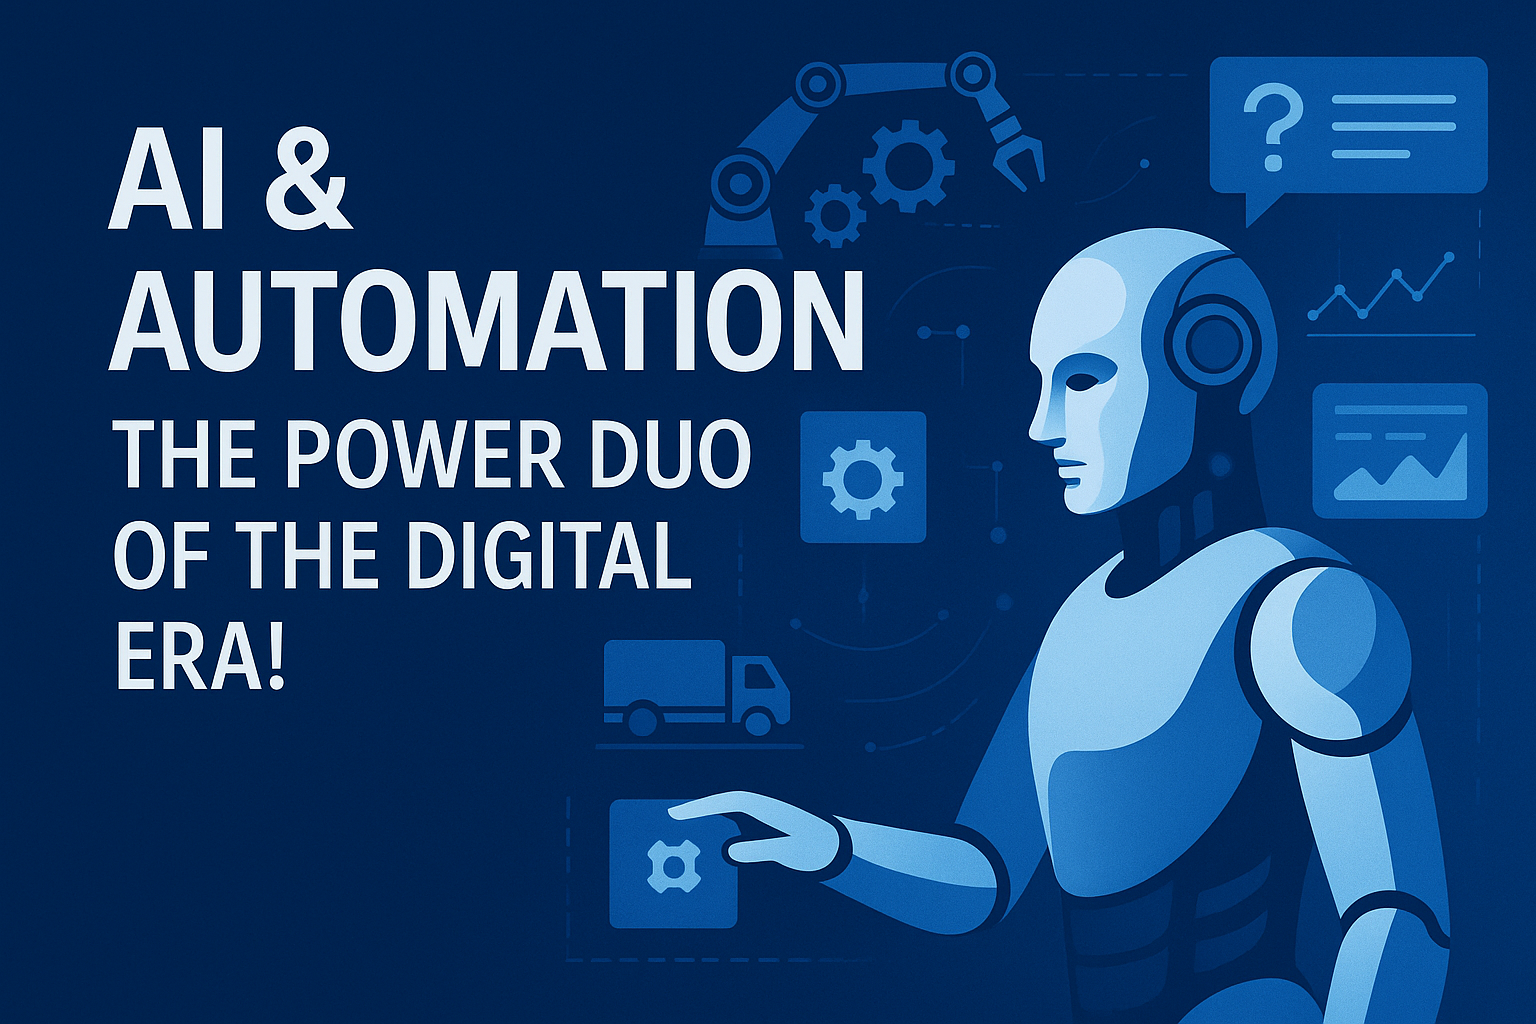 AI &
AUTOMATION
THE POWER DUO
OF THE DIGITAL
ERA!
?